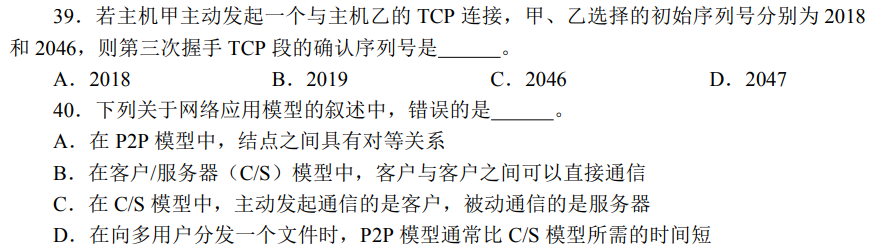 39．若主机甲主动发起一个与主机乙的 TCP 连接，甲、乙选择的初始序列号分别为 2018
和 2046，则第三次握手 TCP 段的确认序列号是______。
A．2018 B．2019 C．2046 D．2047
40．下列关于网络应用模型的叙述中，错误的是______。
A．在 P2P 模型中，结点之间具有对等关系
B．在客户/服务器（C/S）模型中，客户与客户之间可以直接通信
C．在 C/S 模型中，主动发起通信的是客户，被动通信的是服务器
D．在向多用户分发一个文件时，P2P 模型通常比 C/S 模型所需的时间短